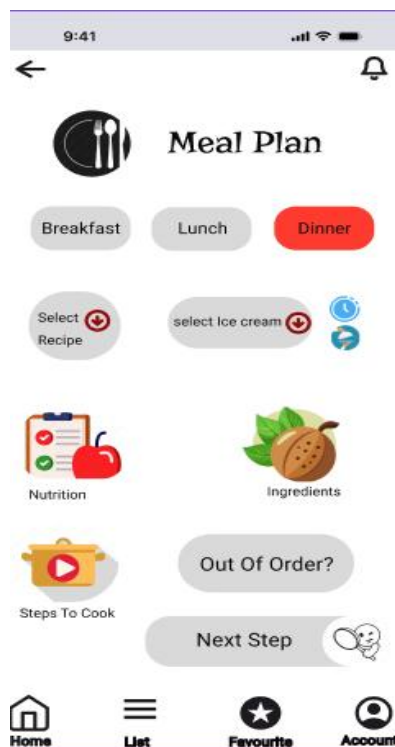 9:41
Meal Plan
Breakfast
Lunch
Dinner
Select
Recipe
select Ice cream
Nutrition
Ingredients
Steps To Cook
Out Of Order?
Next Step
Home
List
Favourite
Account